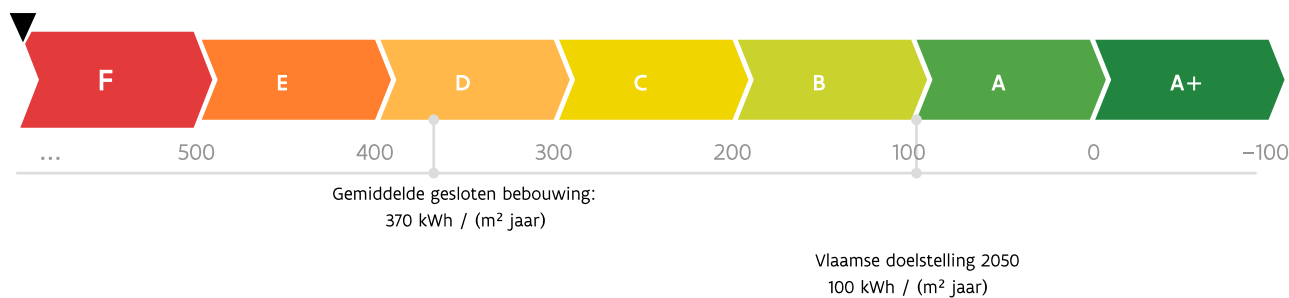 F E D C B A A+
... 500 400 300 200 100 0 −100
Gemiddelde gesloten bebouwing:
370 kWh / (m² jaar)
Vlaamse doelstelling 2050
100 kWh / (m² jaar)